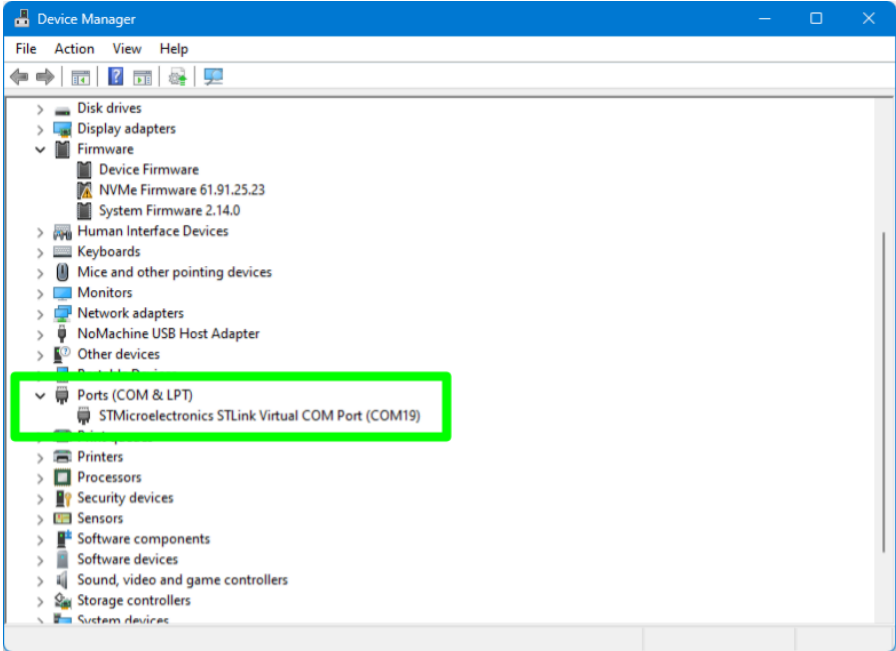 Device Manager
File Action View Help
Disk drives
Display adapters
Firmware
Device Firmware
NVMe Firmware 61.91.25.23
System Firmware 2.14.0
Human Interface Devices
Keyboards
Mice and other pointing devices
Monitors
Network adapters
NoMachine USB Host Adapter
Other devices
Ports (COM & LPT)
STMicroelectronics STLink Virtual COM Port (COM19)
Printers
Processors
Security devices
Sensors
Software components
Software devices
Sound, video and game controllers
Storage controllers
System devices